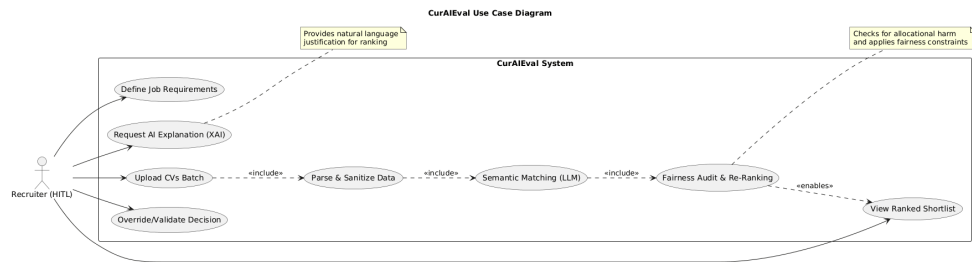 CurAIEval Use Case Diagram
Provides natural language
justification for ranking
Checks for allocational harm
and applies fairness constraints
CurAIEval System
Define Job Requirements
Request AI Explanation (XAI)
Recruiter (HITL)
Upload CVs Batch
«include»
Parse & Sanitize Data
«include»
Semantic Matching (LLM)
«include»
Fairness Audit & Re-Ranking
«enables»
View Ranked Shortlist
Override/Validate Decision